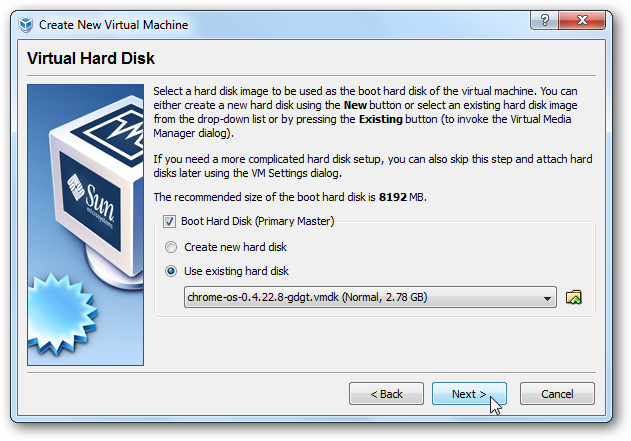 Create New Virtual Machine
Virtual Hard Disk
Select a hard disk image to be used as the boot hard disk of the virtual machine. You can
either create a new hard disk using the New button or select an existing hard disk image
from the drop-down list or by pressing the Existing button (to invoke the Virtual Media
Manager dialog).
If you need a more complicated hard disk setup, you can also skip this step and attach hard
disks later using the VM Settings dialog.
The recommended size of the boot hard disk is 8192 MB.
Boot Hard Disk (Primary Master)
Create new hard disk
Use existing hard disk
chrome-os-0.4.22.8-gdgt.vmdk (Normal, 2.78 GB)
Sun
microsystems
< Back
Next >
Cancel